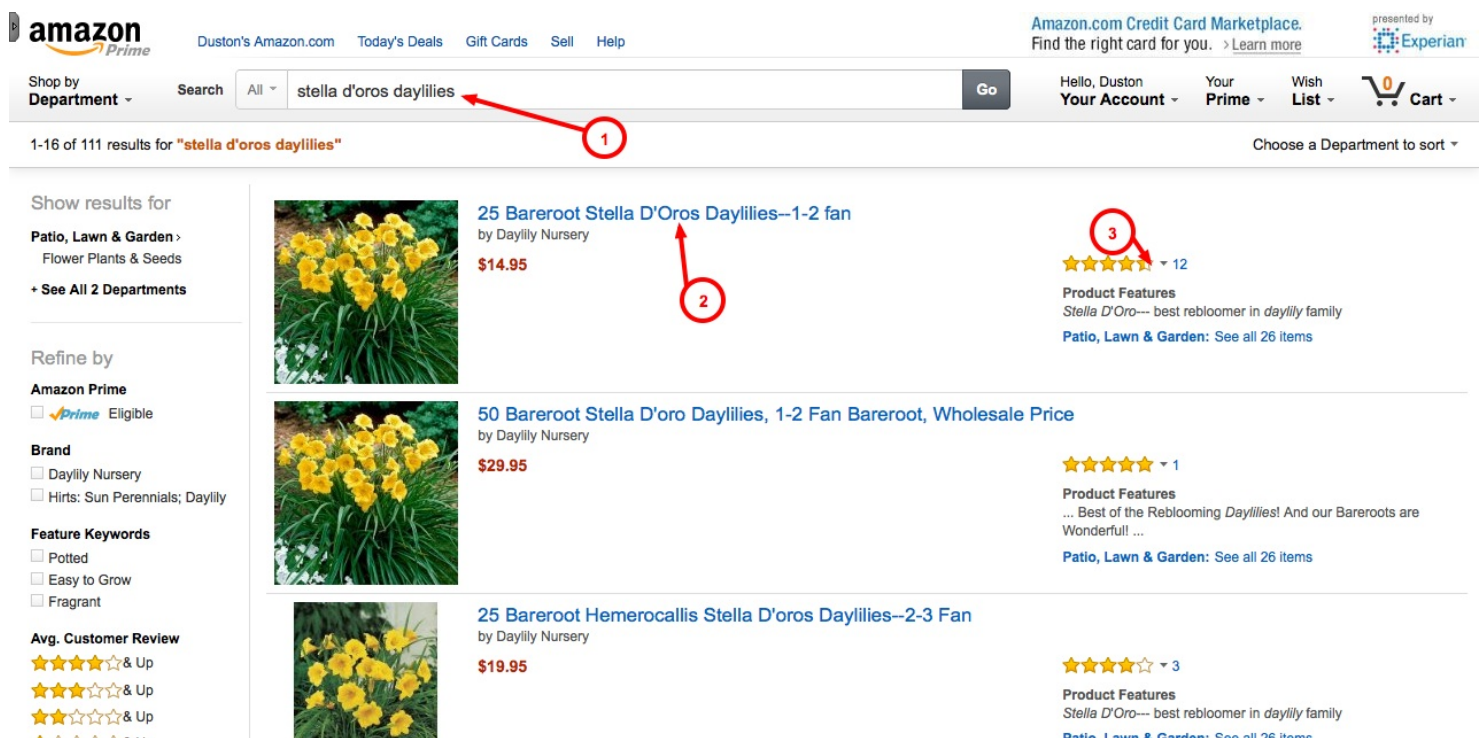 amazon
Prime
Duston's Amazon.com Today's Deals Gift Cards Sell Help
Amazon.com Credit Card Marketplace.
Find the right card for you. > Learn more
presented by
Experian
Shop by
Department
Search All stella d'oros daylilies Go
Hello, Duston
Your Account
Your
Prime
Wish
List
0
Cart
1
1-16 of 111 results for "stella d'oros daylilies"
Choose a Department to sort
Show results for
Patio, Lawn & Garden ›
Flower Plants & Seeds
+ See All 2 Departments
Refine by
Amazon Prime
Prime Eligible
Brand
Daylily Nursery
Hirts: Sun Perennials; Daylily
Feature Keywords
Potted
Easy to Grow
Fragrant
Avg. Customer Review
& Up
& Up
& Up
25 Bareroot Stella D'Oros Daylilies--1-2 fan
by Daylily Nursery
$14.95
2
3
12
Product Features
Stella D'Oro--- best rebloomer in daylily family
Patio, Lawn & Garden: See all 26 items
50 Bareroot Stella D'oro Daylilies, 1-2 Fan Bareroot, Wholesale Price
by Daylily Nursery
$29.95
1
Product Features
... Best of the Reblooming Daylilies! And our Bareroots are
Wonderful! ...
Patio, Lawn & Garden: See all 26 items
25 Bareroot Hemerocallis Stella D'oros Daylilies--2-3 Fan
by Daylily Nursery
$19.95
3
Product Features
Stella D'Oro--- best rebloomer in daylily family
Patio, Lawn & Garden: See all 26 items